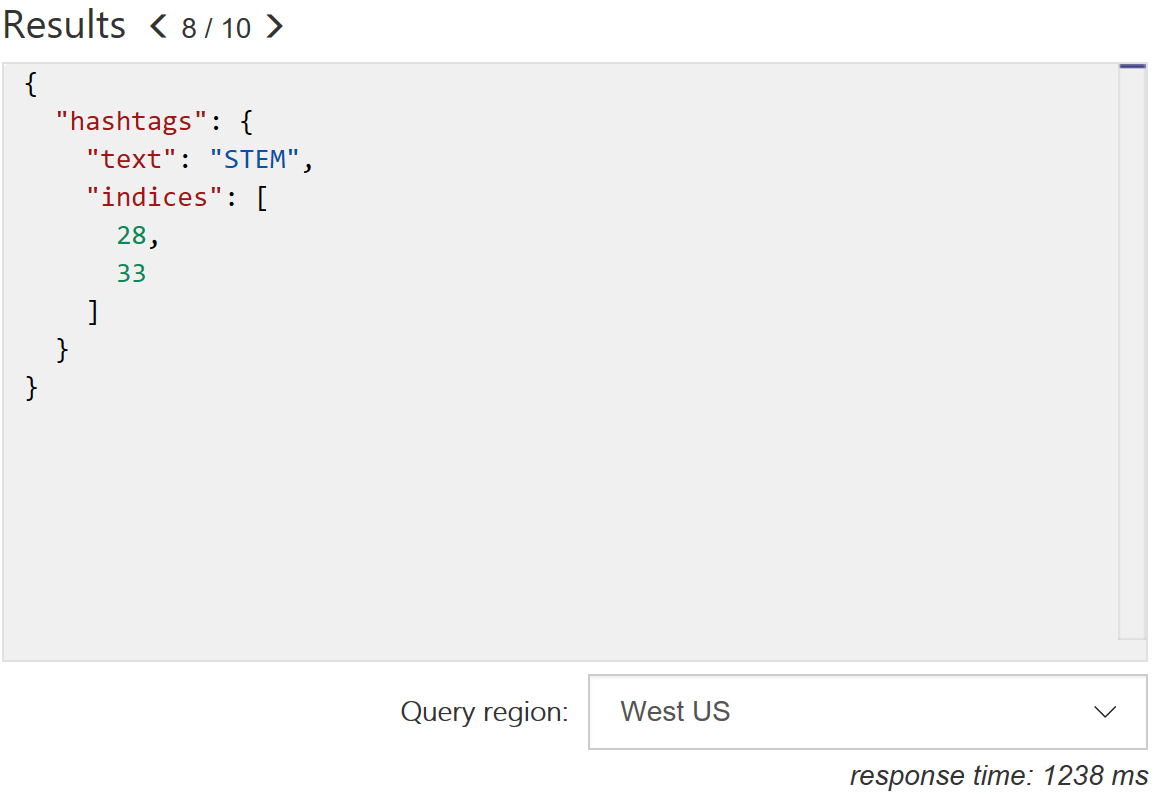 Results < 8 / 10 >
{
  "hashtags": {
    "text": "STEM",
    "indices": [
      28,
      33
    ]
  }
}
Query region: West US
response time: 1238 ms